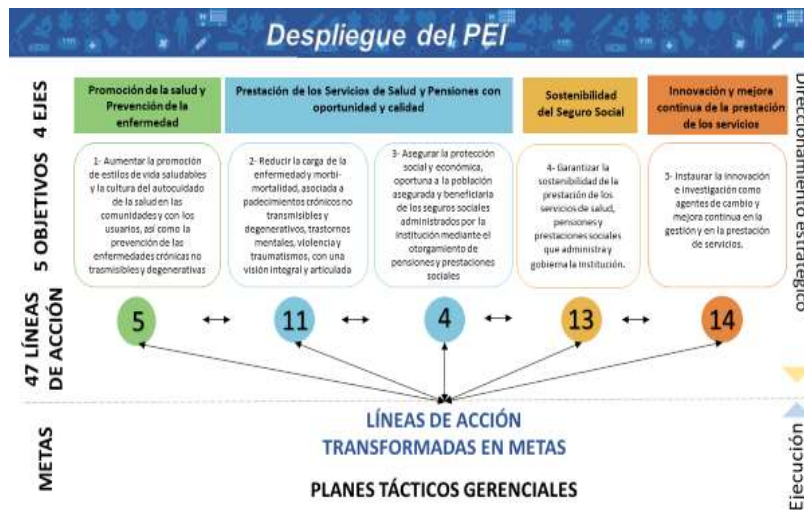 Despliegue del PEI
4 EJES
Promoción de la salud y
Prevención de la
enfermedad
Prestación de los Servicios de Salud y Pensiones con
oportunidad y calidad
Sostenibilidad
del Seguro Social
Innovación y mejora
continua de la prestación
de los servicios
5 OBJETIVOS
1- Aumentar la promoción
de estilos de vida saludables
y la cultura del autocuidado
de la salud en las
comunidades y con los
usuarios, así como la
prevención de las
enfermedades crónicas no
trasmisibles y degenerativas
2- Reducir la carga de la
enfermedad y morbi-
mortalidad, asociada a
padecimientos crónicos no
transmisibles y
degenerativos, trastornos
mentales, violencia y
traumatismos, con una
visión integral y articulada
3- Asegurar la protección
social y económica,
oportuna a la población
asegurada y beneficiaria
de los seguros sociales
administrados por la
institución mediante el
otorgamiento de
pensiones y prestaciones
sociales
4- Garantizar la
sostenibilidad de la
prestación de los
servicios de salud,
pensiones y
prestaciones sociales
que administra y
gobierna la institución.
5- Instaurar la innovación
e investigación como
agentes de cambio y
mejora continua en la
gestión y en la prestación
de servicios.
47 LÍNEAS
DE ACCIÓN
5
11
4
13
14
Direccionamiento estratégico
METAS
LÍNEAS DE ACCIÓN
TRANSFORMADAS EN METAS
PLANES TÁCTICOS GERENCIALES
Ejecución